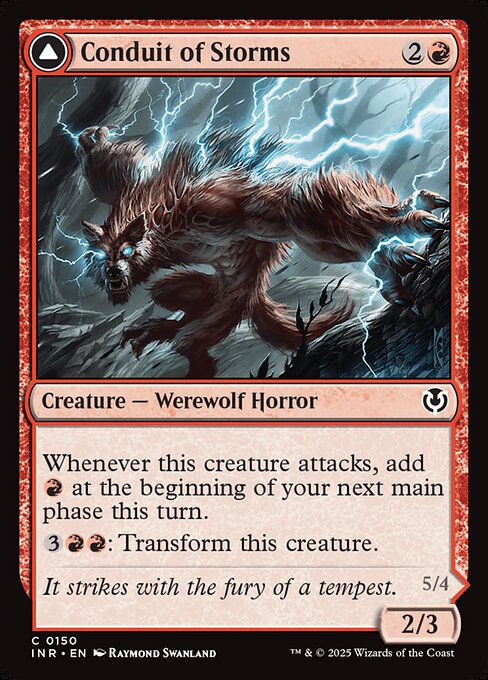 Conduit of Storms 2
Creature — Werewolf Horror
Whenever this creature attacks, add
at the beginning of your next main
phase this turn.
3: Transform this creature.
It strikes with the fury of a tempest.
5/4
2/3
C 0150
INR • EN Raymond Swanland
™ & © 2025 Wizards of the Coast